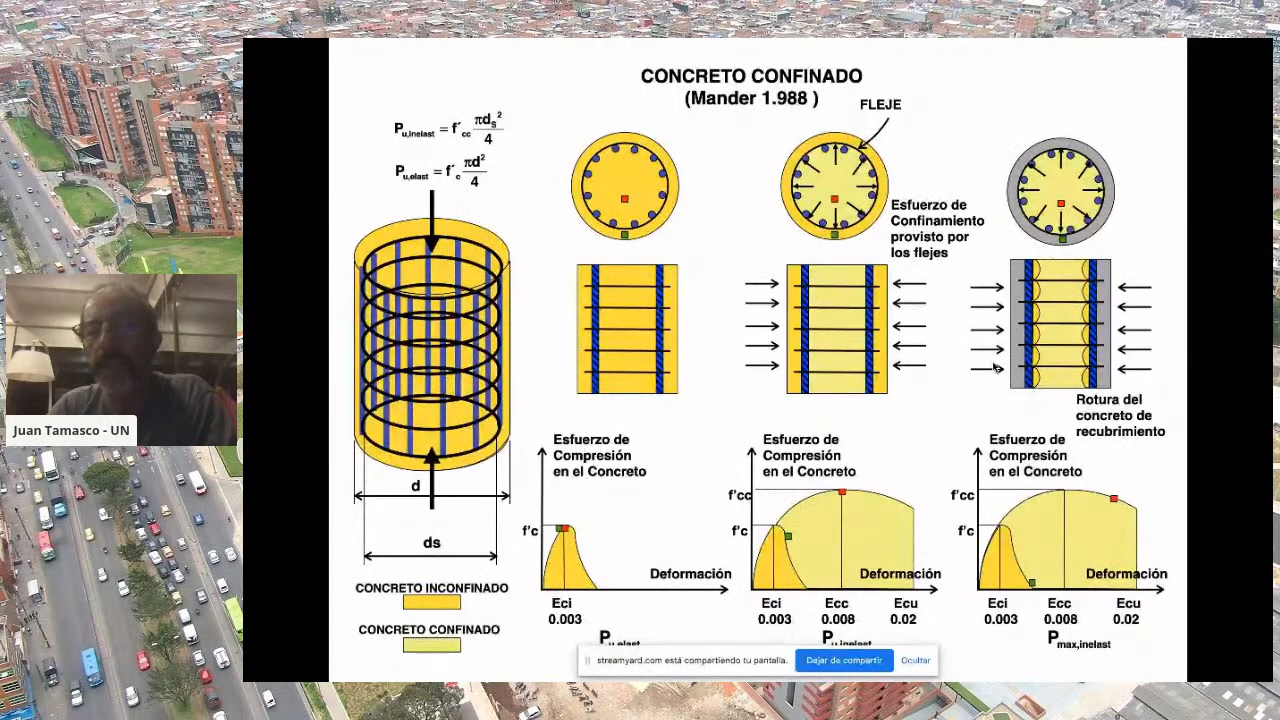 CONCRETO CONFINADO
(Mander 1.988 )
FLEJE
Pu,inelast = f´cc πds²/4
Pu,elast = f´c πd²/4
Esfuerzo de
Confinamiento
provisto por
los flejes
Rotura del
concreto de
recubrimiento
Juan Tamasco - UN
d
ds
CONCRETO INCONFINADO
CONCRETO CONFINADO
Esfuerzo de
Compresión
en el Concreto
f'c
Deformación
Eci
0.003
Pu,elast
Esfuerzo de
Compresión
en el Concreto
f'cc
f'c
Deformación
Eci Ecc Ecu
0.003 0.008 0.02
Pu,inelast
Esfuerzo de
Compresión
en el Concreto
f'cc
f'c
Deformación
Eci Ecc Ecu
0.003 0.008 0.02
Pmax,inelast
streamyard.com está compartiendo tu pantalla.
Dejar de compartir
Ocultar